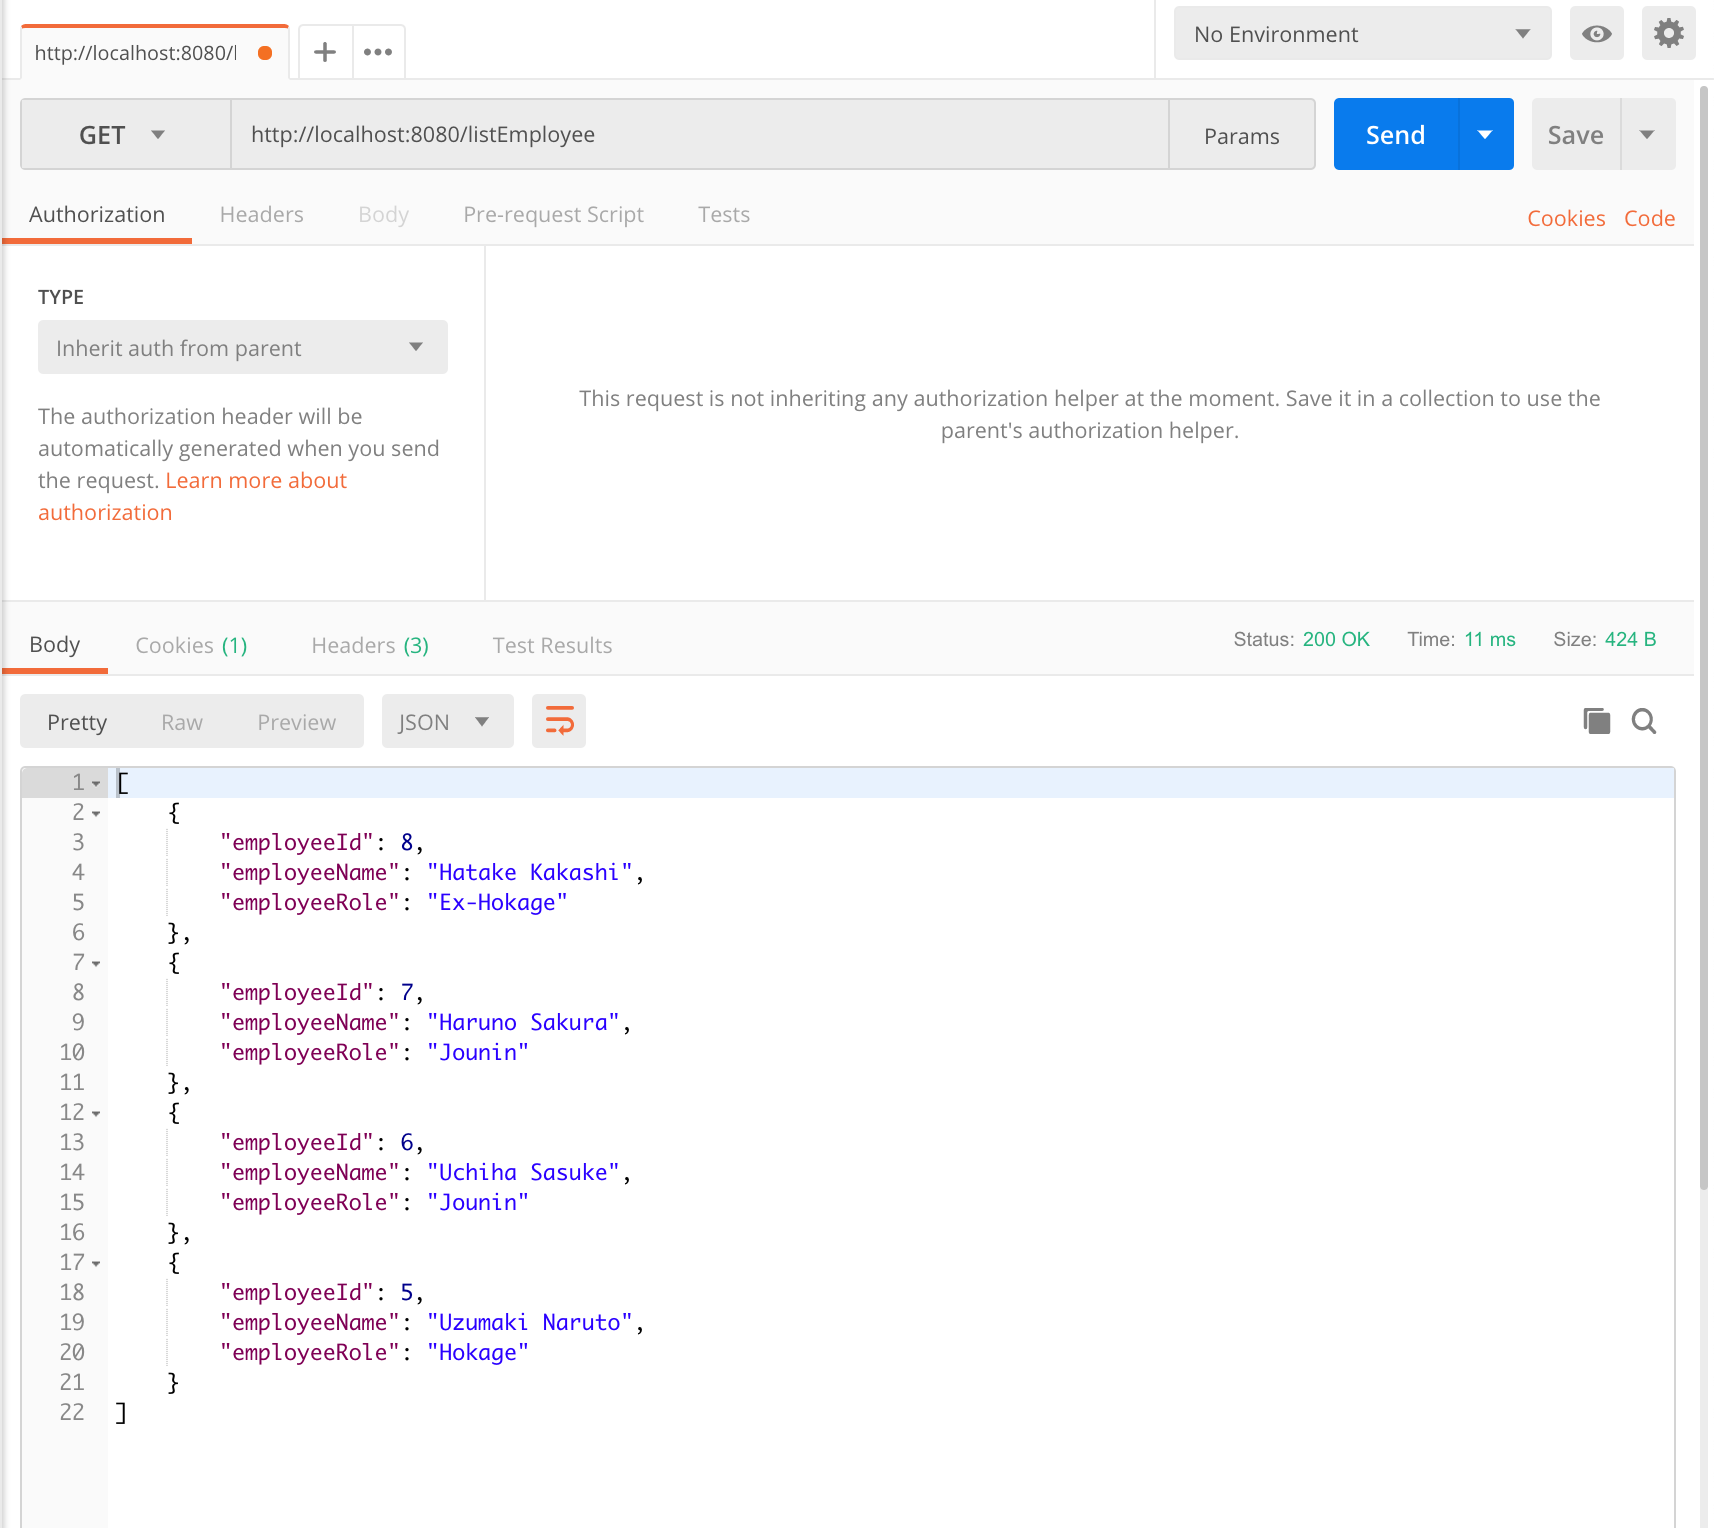 http://localhost:8080/l
No Environment
GET http://localhost:8080/listEmployee Params Send Save
Authorization Headers Body Pre-request Script Tests Cookies Code
TYPE
Inherit auth from parent
The authorization header will be
automatically generated when you send
the request. Learn more about
authorization
This request is not inheriting any authorization helper at the moment. Save it in a collection to use the
parent's authorization helper.
Body Cookies (1) Headers (3) Test Results Status: 200 OK Time: 11 ms Size: 424 B
Pretty Raw Preview JSON
1 [
2 {
3 "employeeId": 8,
4 "employeeName": "Hatake Kakashi",
5 "employeeRole": "Ex-Hokage"
6 },
7 {
8 "employeeId": 7,
9 "employeeName": "Haruno Sakura",
10 "employeeRole": "Jounin"
11 },
12 {
13 "employeeId": 6,
14 "employeeName": "Uchiha Sasuke",
15 "employeeRole": "Jounin"
16 },
17 {
18 "employeeId": 5,
19 "employeeName": "Uzumaki Naruto",
20 "employeeRole": "Hokage"
21 }
22 ]